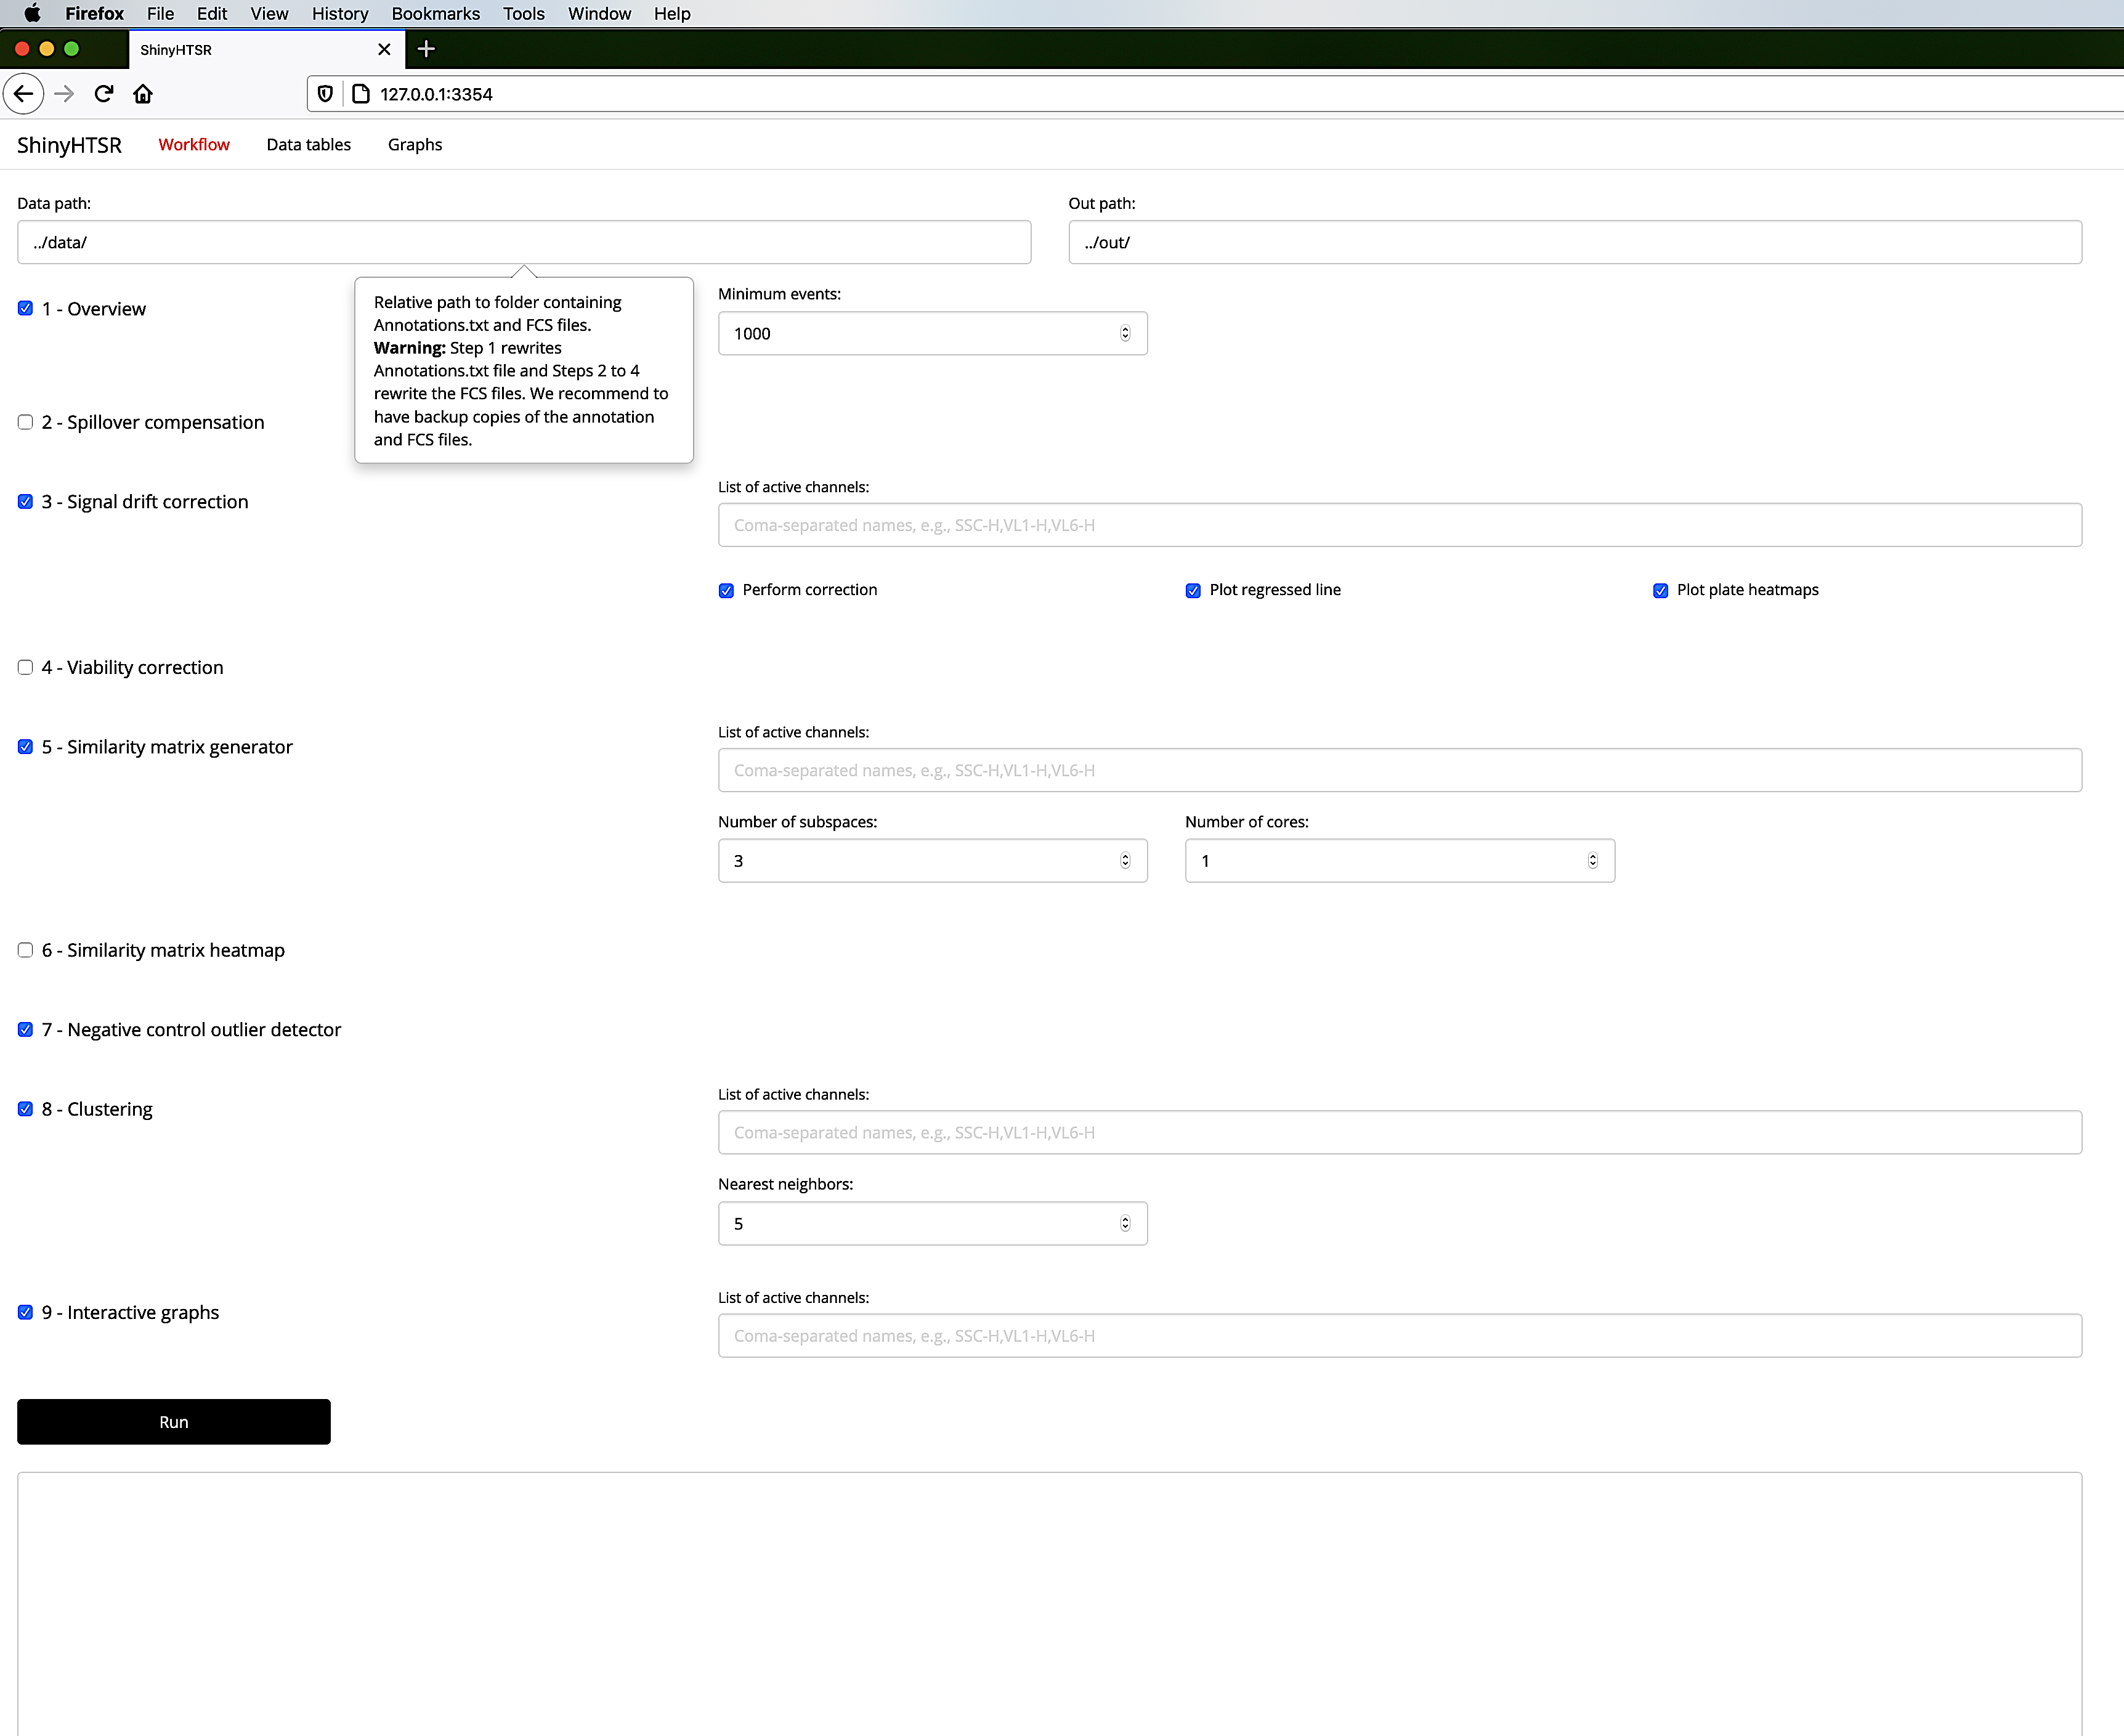 Firefox File Edit View History Bookmarks Tools Window Help
ShinyHTSR
127.0.0.1:3354
ShinyHTSR Workflow Data tables Graphs
Data path: Out path:
../data/ ../out/
1 - Overview
Relative path to folder containing
Annotations.txt and FCS files.
Warning: Step 1 rewrites
Annotations.txt file and Steps 2 to 4
rewrite the FCS files. We recommend to
have backup copies of the annotation
and FCS files.
Minimum events:
1000
2 - Spillover compensation
3 - Signal drift correction
List of active channels:
Coma-separated names, e.g., SSC-H,VL1-H,VL6-H
Perform correction Plot regressed line Plot plate heatmaps
4 - Viability correction
5 - Similarity matrix generator
List of active channels:
Coma-separated names, e.g., SSC-H,VL1-H,VL6-H
Number of subspaces: Number of cores:
3 1
6 - Similarity matrix heatmap
7 - Negative control outlier detector
8 - Clustering
List of active channels:
Coma-separated names, e.g., SSC-H,VL1-H,VL6-H
Nearest neighbors:
5
9 - Interactive graphs
List of active channels:
Coma-separated names, e.g., SSC-H,VL1-H,VL6-H
Run